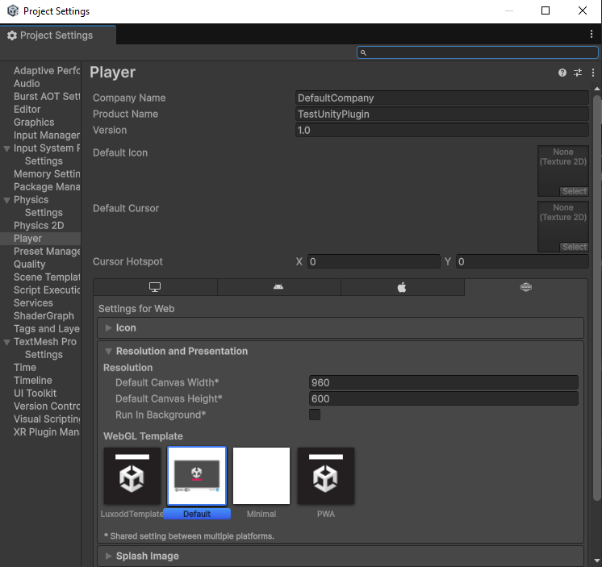 Project Settings
Project Settings
Adaptive Perfc
Audio
Burst AOT Sett
Editor
Graphics
Input Manager
Input System P
Settings
Memory Settin
Package Mana
Physics
Settings
Physics 2D
Player
Preset Manage
Quality
Scene Templat
Script Executio
Services
ShaderGraph
Tags and Laye
TextMesh Pro
Settings
Time
Timeline
UI Toolkit
Version Contro
Visual Scripting
XR Plugin Man
Player
Company Name DefaultCompany
Product Name TestUnityPlugin
Version 1.0
Default Icon
None
(Texture 2D)
Select
Default Cursor
None
(Texture 2D)
Select
Cursor Hotspot X 0 Y 0
Settings for Web
Icon
Resolution and Presentation
Resolution
Default Canvas Width* 960
Default Canvas Height* 600
Run In Background*
WebGL Template
LuxoddTemplate Default Minimal PWA
* Shared setting between multiple platforms.
Splash Image